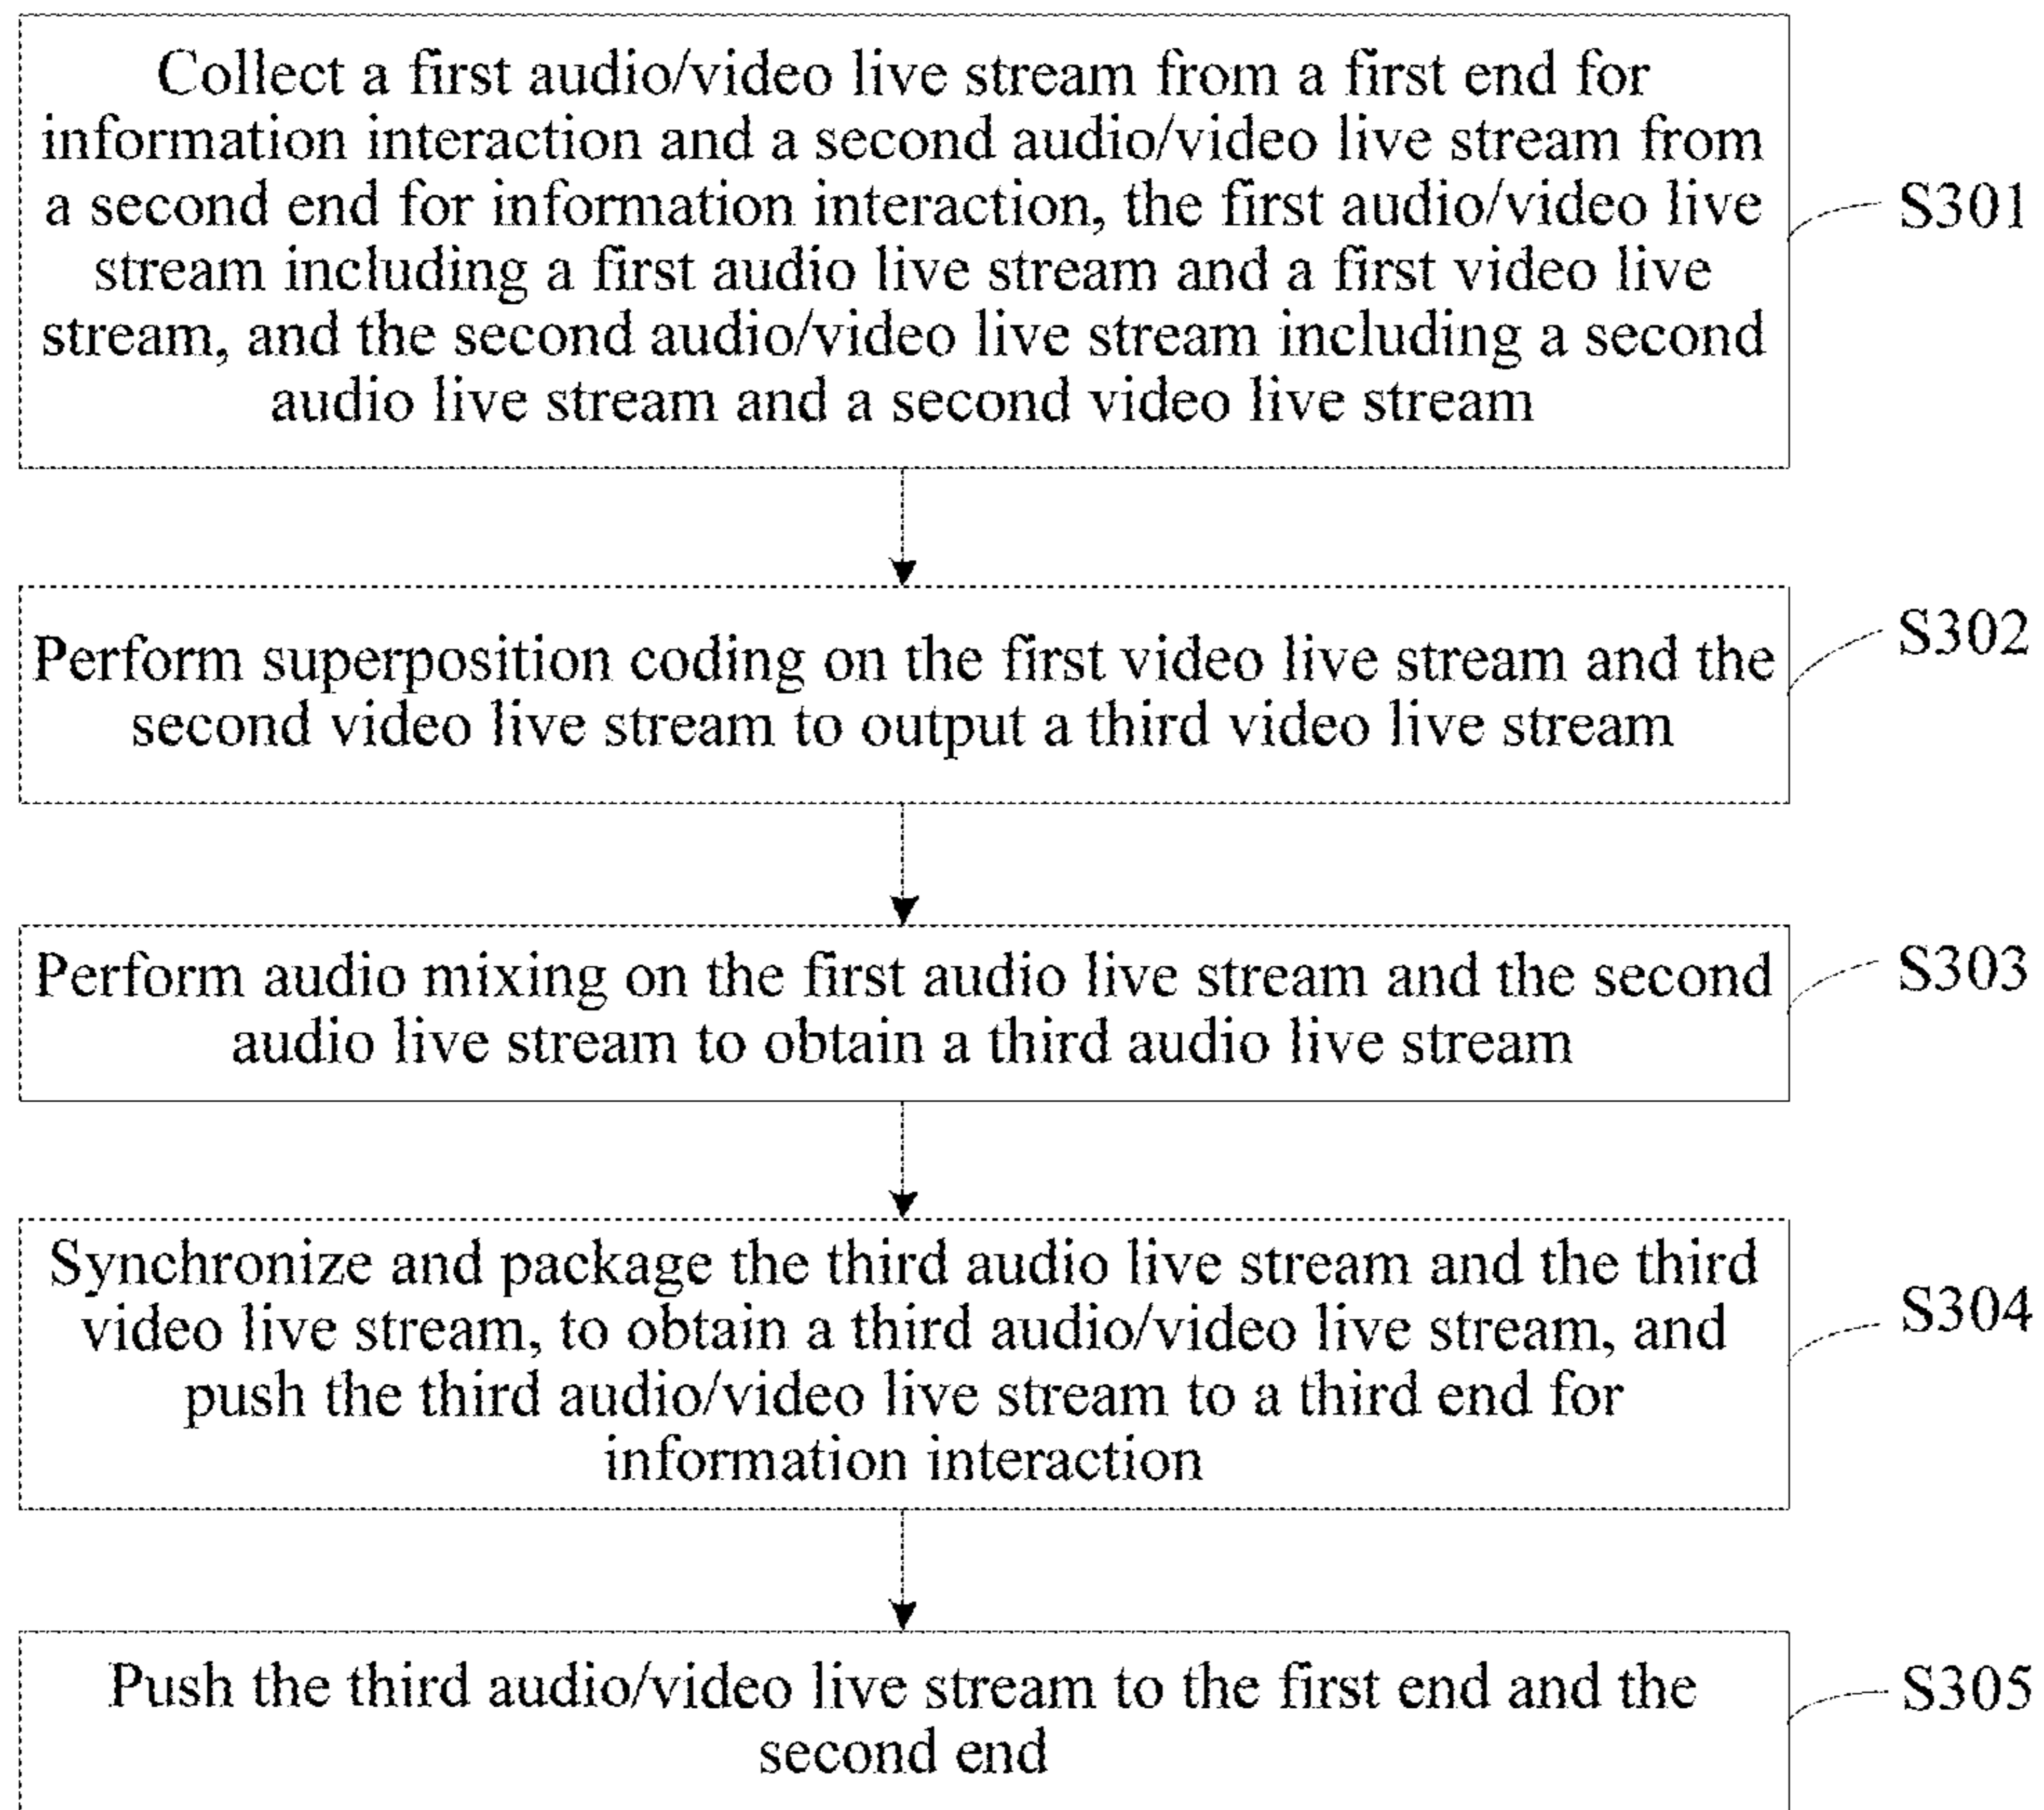 Collect a first audio/video live stream from a first end for
information interaction and a second audio/video live stream from
a second end for information interaction, the first audio/video live
stream including a first audio live stream and a first video live
stream, and the second audio/video live stream including a second
audio live stream and a second video live stream
S301
Perform superposition coding on the first video live stream and the
second video live stream to output a third video live stream
S302
Perform audio mixing on the first audio live stream and the second
audio live stream to obtain a third audio live stream
S303
Synchronize and package the third audio live stream and the third
video live stream, to obtain a third audio/video live stream, and
push the third audio/video live stream to a third end for
information interaction
S304
Push the third audio/video live stream to the first end and the
second end
S305